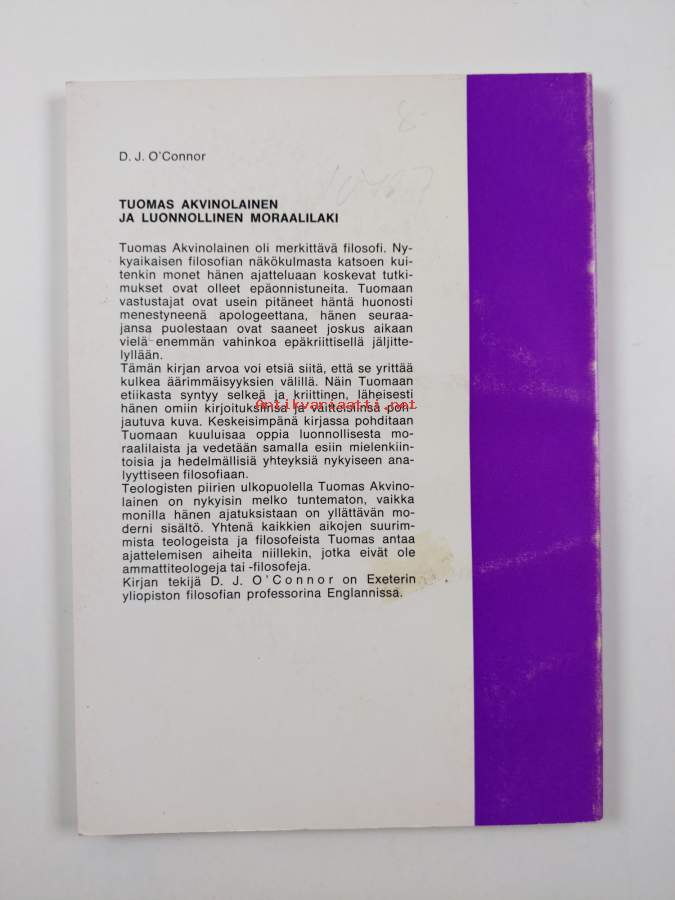 8-
D. J. O'Connor
TUOMAS AKVINOLAINEN
JA LUONNOLLINEN MORAALILAKI
Tuomas Akvinolainen oli merkittävä filosofi. Ny-
kyaikaisen filosofian näkökulmasta katsoen kui-
tenkin monet hänen ajatteluaan koskevat tutki-
mukset ovat olleet epäonnistuneita. Tuomaan
vastustajat ovat usein pitäneet häntä huonosti
menestyneenä apologeettana, hänen seuraa-
jansa puolestaan ovat saaneet joskus aikaan
vielä enemmän vahinkoa epäkriittisellä jäljitte-
lyllään.
Tämän kirjan arvoa voi etsiä siitä, että se yrittää
kulkea äärimmäisyyksien välillä. Näin Tuomaan
etiikasta syntyy selkeä ja kriittinen, läheisesti
Antikvariaatti.net
hänen omiin kirjoituksiinsa ja väitteisiinsä poh-
jautuva kuva. Keskeisimpänä kirjassa pohditaan
Tuomaan kuuluisaa oppia luonnollisesta mo-
raalilaista ja vedetään samalla esiin mielenkiin-
toisia ja hedelmällisiä yhteyksiä nykyiseen ana-
lyyttiseen filosofiaan.
Teologisten piirien ulkopuolella Tuomas Akvino-
lainen on nykyisin melko tuntematon, vaikka
monilla hänen ajatuksistaan on yllättävän mo-
derni sisältö. Yhtenä kaikkien aikojen suurim-
mista teologeista ja filosofeista Tuomas antaa
ajattelemisen aiheita niillekin, jotka eivät ole
ammattiteologeja tai -filosofeja.
Kirjan tekijä D. J. O'Connor on Exeterin
yliopiston filosofian professorina Englannissa.